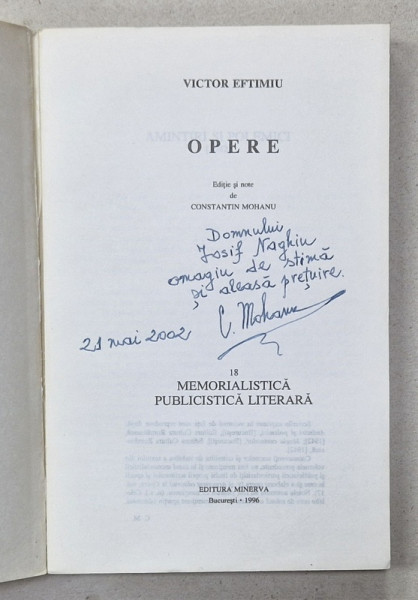 VICTOR EFTIMIU
OPERE
Ediție și note
de
CONSTANTIN MOHANU
Domnului
Iosif Naghiu
omagiu de stimă
și aleasă prețuire.
C. Mohanu
21 mai 2002
18
MEMORIALISTICĂ
PUBLICISTICĂ LITERARĂ
EDITURA MINERVA
București • 1996